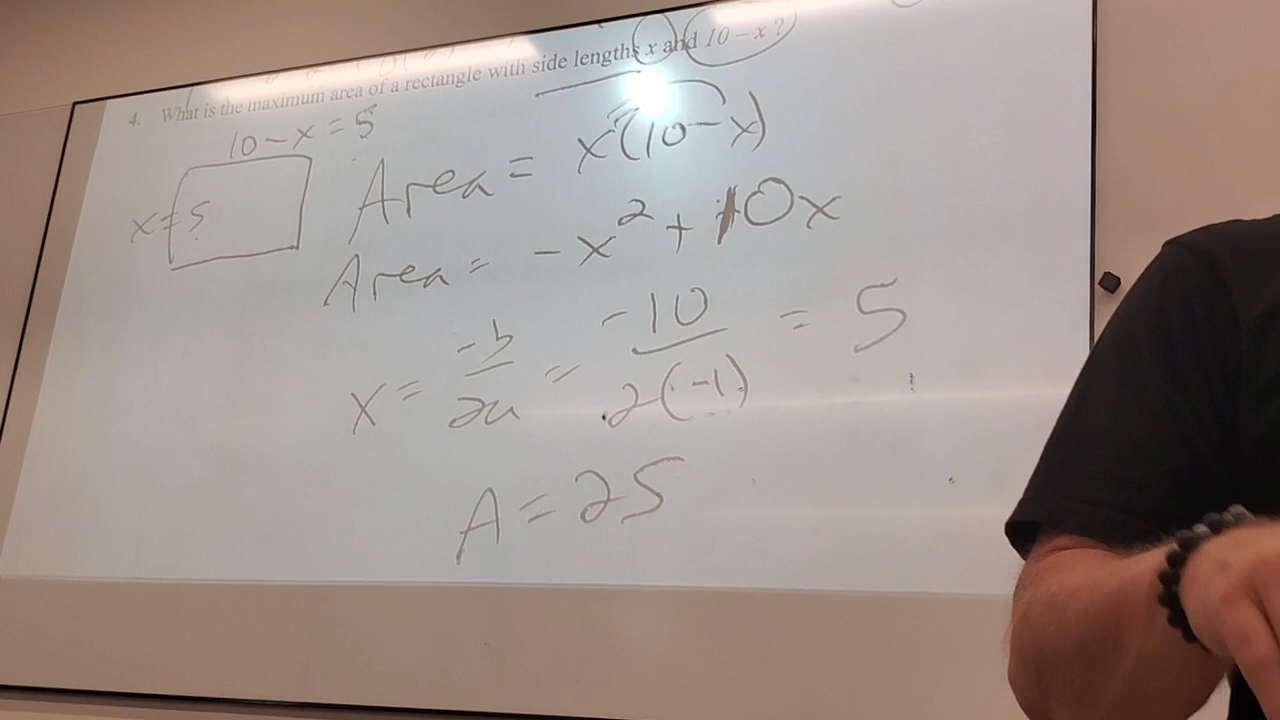 4. What is the maximum area of a rectangle with side lengths x and 10 – x ?
10 - x = 5
x = 5
Area = x(10 - x)
Area = -x² + 10x
x = -b/2a = -10/2(-1) = 5
A = 25